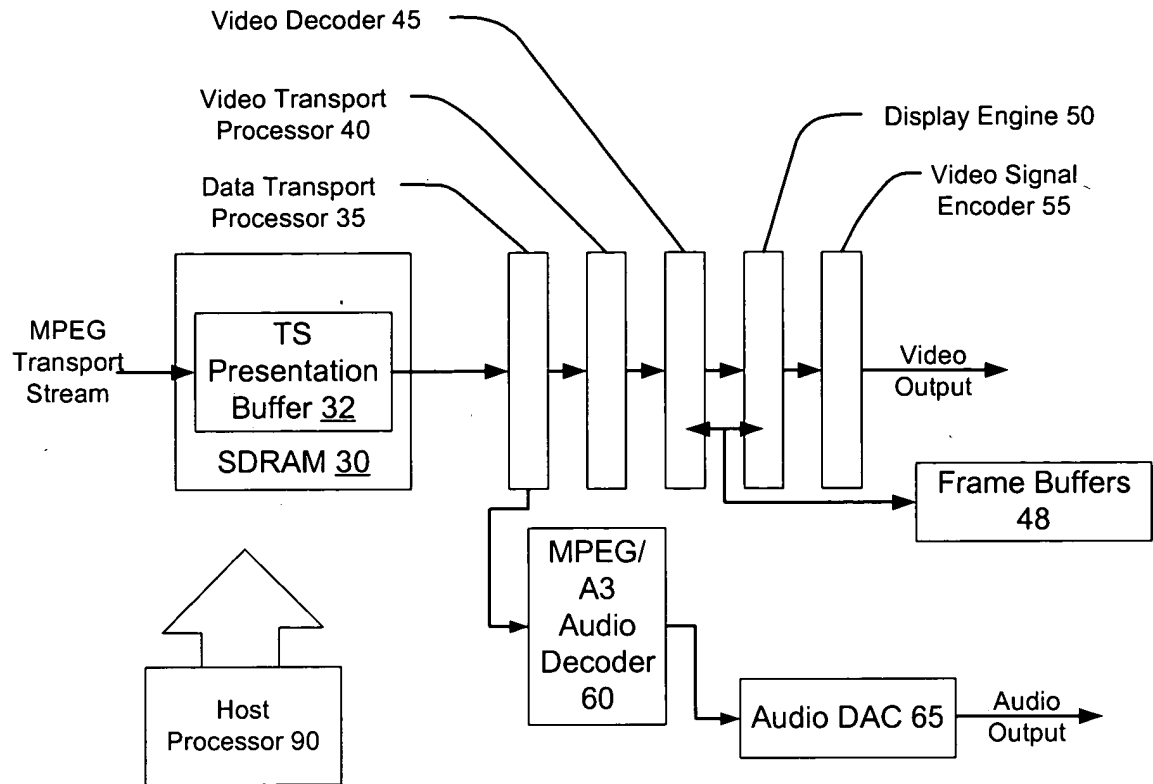 Video Decoder 45
Video Transport
Processor 40
Data Transport
Processor 35
Display Engine 50
Video Signal
Encoder 55
MPEG
Transport
Stream
TS
Presentation
Buffer 32
SDRAM 30
Video
Output
Frame Buffers
48
MPEG/
A3
Audio
Decoder
60
Host
Processor 90
Audio DAC 65
Audio
Output